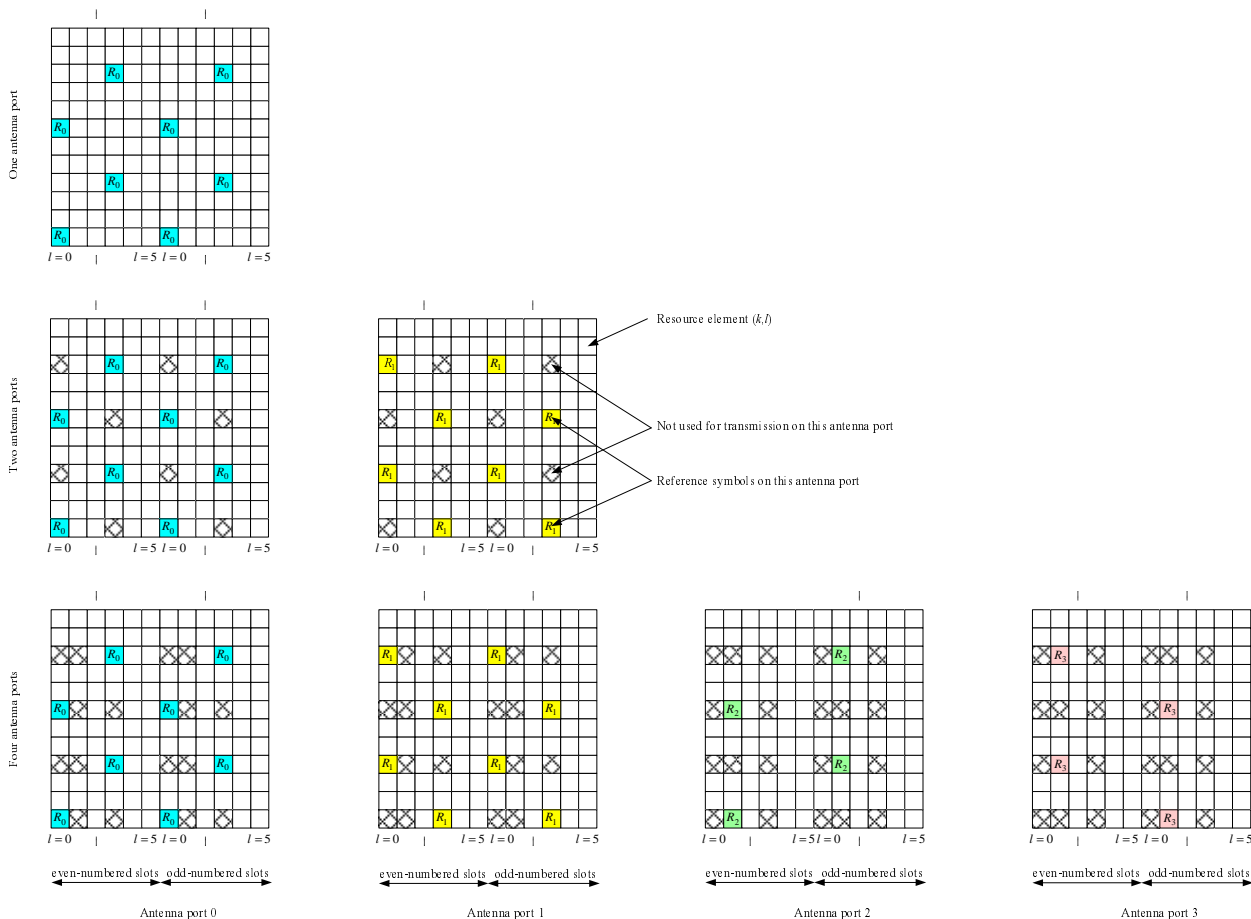 One antenna port
R0 R0
R0 R0
R0 R0
R0 R0
l = 0 l = 5 l = 0 l = 5
Two antenna ports
R0 R0
R0 R0
R0 R0
R0 R0
l = 0 l = 5 l = 0 l = 5
R1 R1
R1 R1
R1 R1
R1 R1
l = 0 l = 5 l = 0 l = 5
Resource element (k,l)
Not used for transmission on this antenna port
Reference symbols on this antenna port
Four antenna ports
R0 R0
R0 R0
R0 R0
R0 R0
l = 0 l = 5 l = 0 l = 5
even-numbered slots odd-numbered slots
Antenna port 0
R1 R1
R1 R1
R1 R1
R1 R1
l = 0 l = 5 l = 0 l = 5
even-numbered slots odd-numbered slots
Antenna port 1
R2
R2
R2
R2
l = 0 l = 5 l = 0 l = 5
even-numbered slots odd-numbered slots
Antenna port 2
R3
R3
R3
R3
l = 0 l = 5 l = 0 l = 5
even-numbered slots odd-numbered slots
Antenna port 3